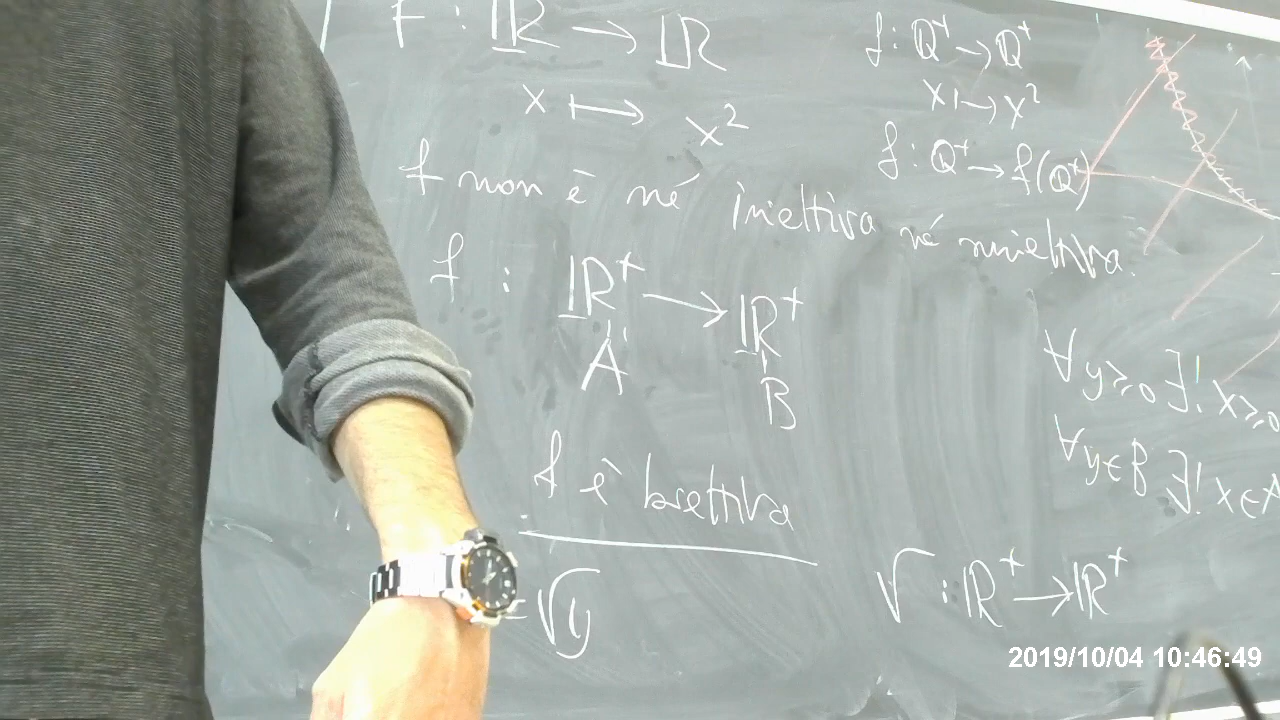 f : ℝ → ℝ
x ↦ x²
f non è né iniettiva né suriettiva.
f : ℝ⁺ → ℝ⁺
A B
f è biettiva
= √y
f : Q⁺ → Q⁺
x ↦ x²
f : Q⁺ → f(Q⁺)
∀ y ≥ 0 ∃! x ≥ 0
∀ y ∈ B ∃! x ∈ A
√ : ℝ⁺ → ℝ⁺
2019/10/04 10:46:49